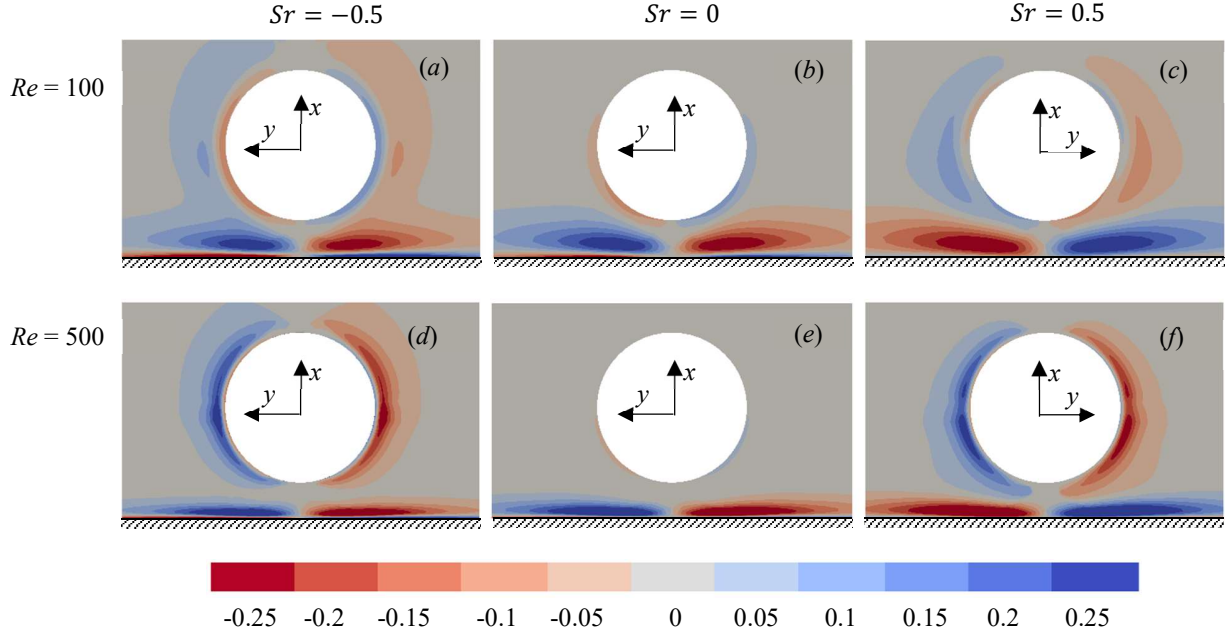 Sr = −0.5 Sr = 0 Sr = 0.5
Re = 100
(a) (b) (c)
x x x
y y y
Re = 500
(d) (e) (f)
x x x
y y y
-0.25 -0.2 -0.15 -0.1 -0.05 0 0.05 0.1 0.15 0.2 0.25